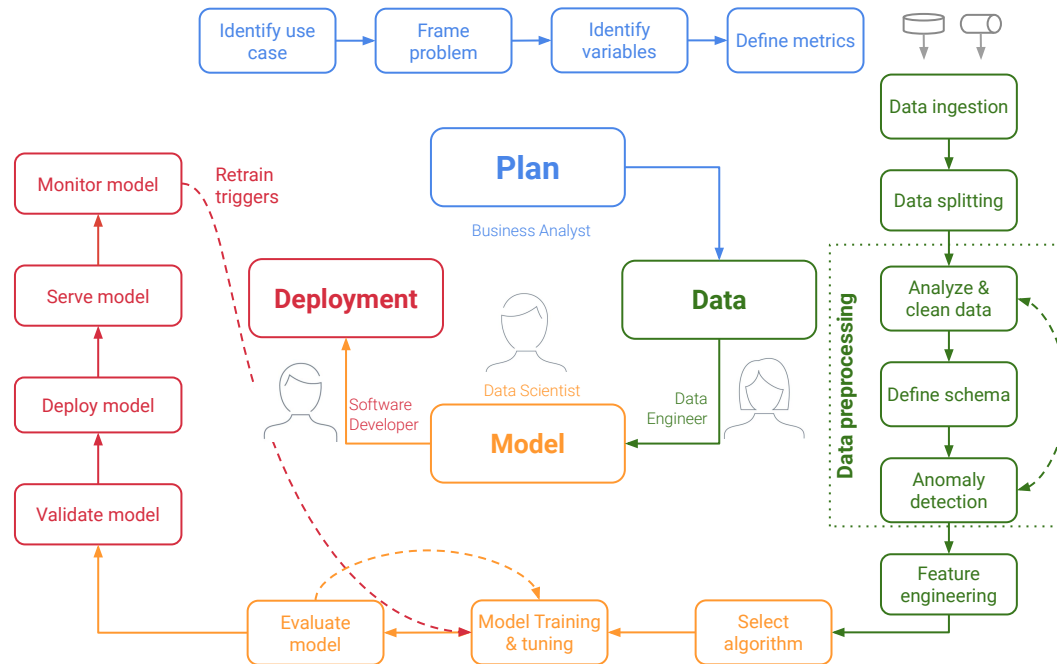 Identify use
case
Frame
problem
Identify
variables
Define metrics
Data ingestion
Data splitting
Data preprocessing
Analyze &
clean data
Define schema
Anomaly
detection
Feature
engineering
Select
algorithm
Model Training
& tuning
Evaluate
model
Validate model
Deploy model
Serve model
Monitor model
Retrain
triggers
Plan
Business Analyst
Data
Data
Engineer
Model
Data Scientist
Deployment
Software
Developer